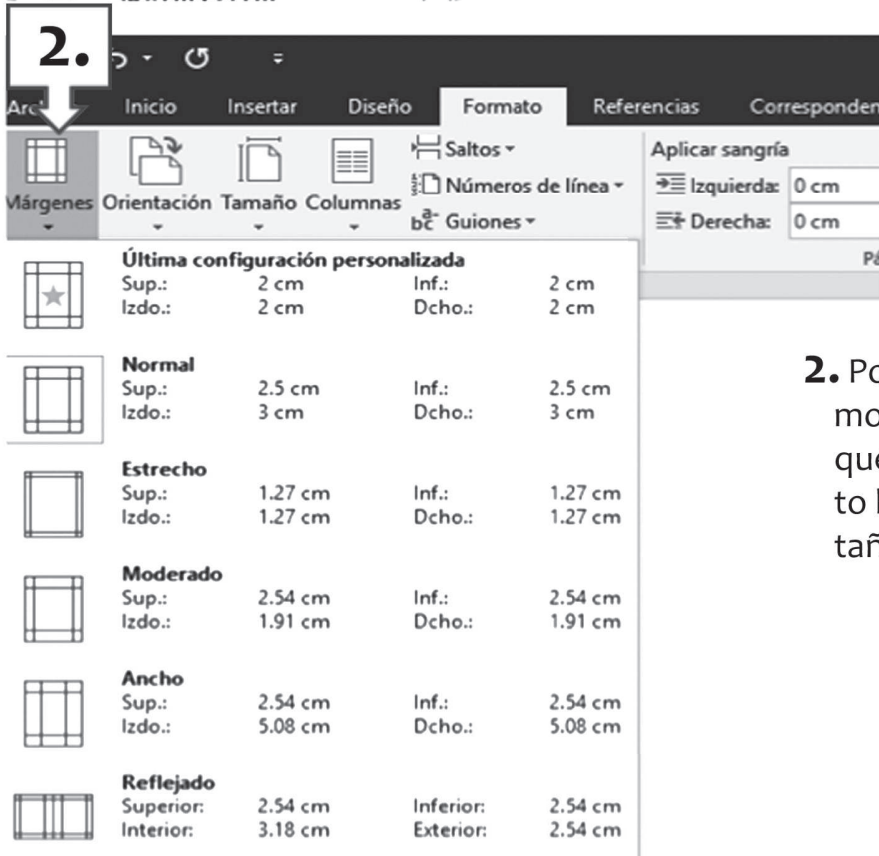 2.
Inicio Insertar Diseño Formato Referencias
Márgenes Orientación Tamaño Columnas
Saltos
Números de línea
Guiones
Aplicar sangría
Izquierda: 0 cm
Derecha: 0 cm
Última configuración personalizada
Sup.: 2 cm Inf.: 2 cm
Izdo.: 2 cm Dcho.: 2 cm
Normal
Sup.: 2.5 cm Inf.: 2.5 cm
Izdo.: 3 cm Dcho.: 3 cm
Estrecho
Sup.: 1.27 cm Inf.: 1.27 cm
Izdo.: 1.27 cm Dcho.: 1.27 cm
Moderado
Sup.: 2.54 cm Inf.: 2.54 cm
Izdo.: 1.91 cm Dcho.: 1.91 cm
Ancho
Sup.: 2.54 cm Inf.: 2.54 cm
Izdo.: 5.08 cm Dcho.: 5.08 cm
Reflejado
Superior: 2.54 cm Inferior: 2.54 cm
Interior: 3.18 cm Exterior: 2.54 cm
2. Po
mo
que
to
tañ